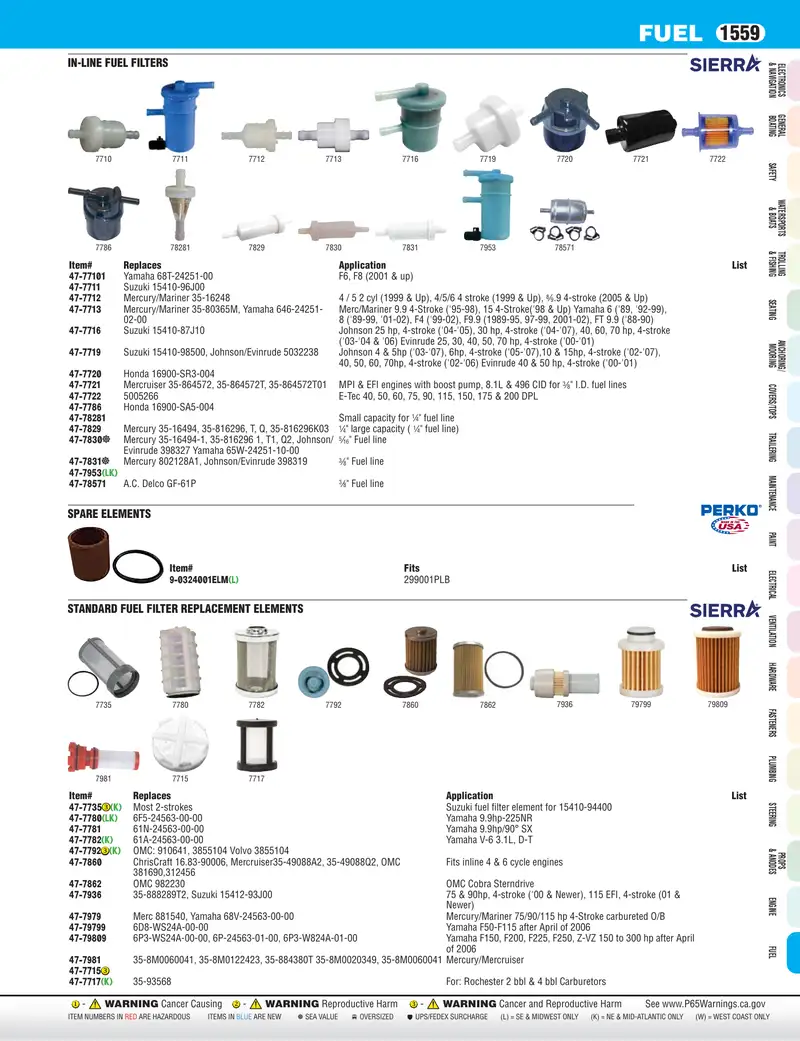 FUEL 1559
IN-LINE FUEL FILTERS
SIERRA
7710 7711 7712 7713 7716 7719 7720 7721 7722
7786 78281 7829 7830 7831 7953 78571
Item# Replaces Application List
47-77101 Yamaha 68T-24251-00 F6, F8 (2001 & up)
47-7711 Suzuki 15410-96J00
47-7712 Mercury/Mariner 35-16248 4 / 5 2 cyl (1999 & Up), 4/5/6 4 stroke (1999 & Up), 8⁄9.9 4-stroke (2005 & Up)
47-7713 Mercury/Mariner 35-80365M, Yamaha 646-24251- Merc/Mariner 9.9 4-Stroke (´95-98), 15 4-Stroke(´98 & Up) Yamaha 6 (´89, ´92-99),
02-00 8 (´89-99, ´01-02), F4 (´99-02), F9.9 (1989-95, 97-99, 2001-02), FT 9.9 (´88-90)
47-7716 Suzuki 15410-87J10 Johnson 25 hp, 4-stroke (´04-´05), 30 hp, 4-stroke (´04-´07), 40, 60, 70 hp, 4-stroke
(´03-´04 & ´06) Evinrude 25, 30, 40, 50, 70 hp, 4-stroke (´00-´01)
47-7719 Suzuki 15410-98500, Johnson/Evinrude 5032238 Johnson 4 & 5hp (´03-´07), 6hp, 4-stroke (´05-´07),10 & 15hp, 4-stroke (´02-´07),
40, 50, 60, 70hp, 4-stroke (´02-´06) Evinrude 40 & 50 hp, 4-stroke (´00-´01)
47-7720 Honda 16900-SR3-004
47-7721 Mercruiser 35-864572, 35-864572T, 35-864572T01 MPI & EFI engines with boost pump, 8.1L & 496 CID for ³⁄₈" I.D. fuel lines
47-7722 5005266 E-Tec 40, 50, 60, 75, 90, 115, 150, 175 & 200 DPL
47-7786 Honda 16900-SA5-004
47-78281 Small capacity for ¼" fuel line
47-7829 Mercury 35-16494, 35-816296, T, Q, 35-816296K03 ¼" large capacity ( ¼" fuel line)
47-7830 Mercury 35-16494-1, 35-816296 1, T1, Q2, Johnson/ ⁵⁄₁₆" Fuel line
Evinrude 398327 Yamaha 65W-24251-10-00
47-7831 Mercury 802128A1, Johnson/Evinrude 398319 ³⁄₈" Fuel line
47-7953(LK)
47-78571 A.C. Delco GF-61P ³⁄₈" Fuel line
SPARE ELEMENTS
PERKO®
MADE IN THE USA
Item# Fits List
9-0324001ELM(L) 299001PLB
STANDARD FUEL FILTER REPLACEMENT ELEMENTS
SIERRA
7735 7780 7782 7792 7860 7862 7936 79799 79809
7981 7715 7717
Item# Replaces Application List
47-7735 3 (K) Most 2-strokes Suzuki fuel filter element for 15410-94400
47-7780(LK) 6F5-24563-00-00 Yamaha 9.9hp-225NR
47-7781 61N-24563-00-00 Yamaha 9.9hp/90° SX
47-7782(K) 61A-24563-00-00 Yamaha V-6 3.1L, D-T
47-7792 3 (K) OMC: 910641, 3855104 Volvo 3855104
47-7860 ChrisCraft 16.83-90006, Mercruiser35-49088A2, 35-49088Q2, OMC Fits inline 4 & 6 cycle engines
381690,312456
47-7862 OMC 982230 OMC Cobra Sterndrive
47-7936 35-888289T2, Suzuki 15412-93J00 75 & 90hp, 4-stroke (´00 & Newer), 115 EFI, 4-stroke (01 &
Newer)
47-7979 Merc 881540, Yamaha 68V-24563-00-00 Mercury/Mariner 75/90/115 hp 4-Stroke carbureted O/B
47-79799 6D8-WS24A-00-00 Yamaha F50-F115 after April of 2006
47-79809 6P3-WS24A-00-00, 6P-24563-01-00, 6P3-W824A-01-00 Yamaha F150, F200, F225, F250, Z-VZ 150 to 300 hp after April
of 2006
47-7981 35-8M0060041, 35-8M0122423, 35-884380T 35-8M0020349, 35-8M0060041 Mercury/Mercruiser
47-7715 3
47-7717(K) 35-93568 For: Rochester 2 bbl & 4 bbl Carburetors
1 - WARNING Cancer Causing 2 - WARNING Reproductive Harm 3 - WARNING Cancer and Reproductive Harm See www.P65Warnings.ca.gov
ITEM NUMBERS IN RED ARE HAZARDOUS ITEMS IN BLUE ARE NEW SEA VALUE OVERSIZED UPS/FEDEX SURCHARGE (L) = SE & MIDWEST ONLY (K) = NE & MID-ATLANTIC ONLY (W) = WEST COAST ONLY
ELECTRONICS
& NAVIGATION
GENERAL
BOATING
SAFETY
WATERSPORTS
& BOATS
TROLLING
& FISHING
SEATING
ANCHORING/
MOORING
COVERS/TOPS
TRAILERING
MAINTENANCE
PAINT
ELECTRICAL
VENTILATION
HARDWARE
FASTENERS
PLUMBING
STEERING
PROPS
& ANODES
ENGINE
FUEL